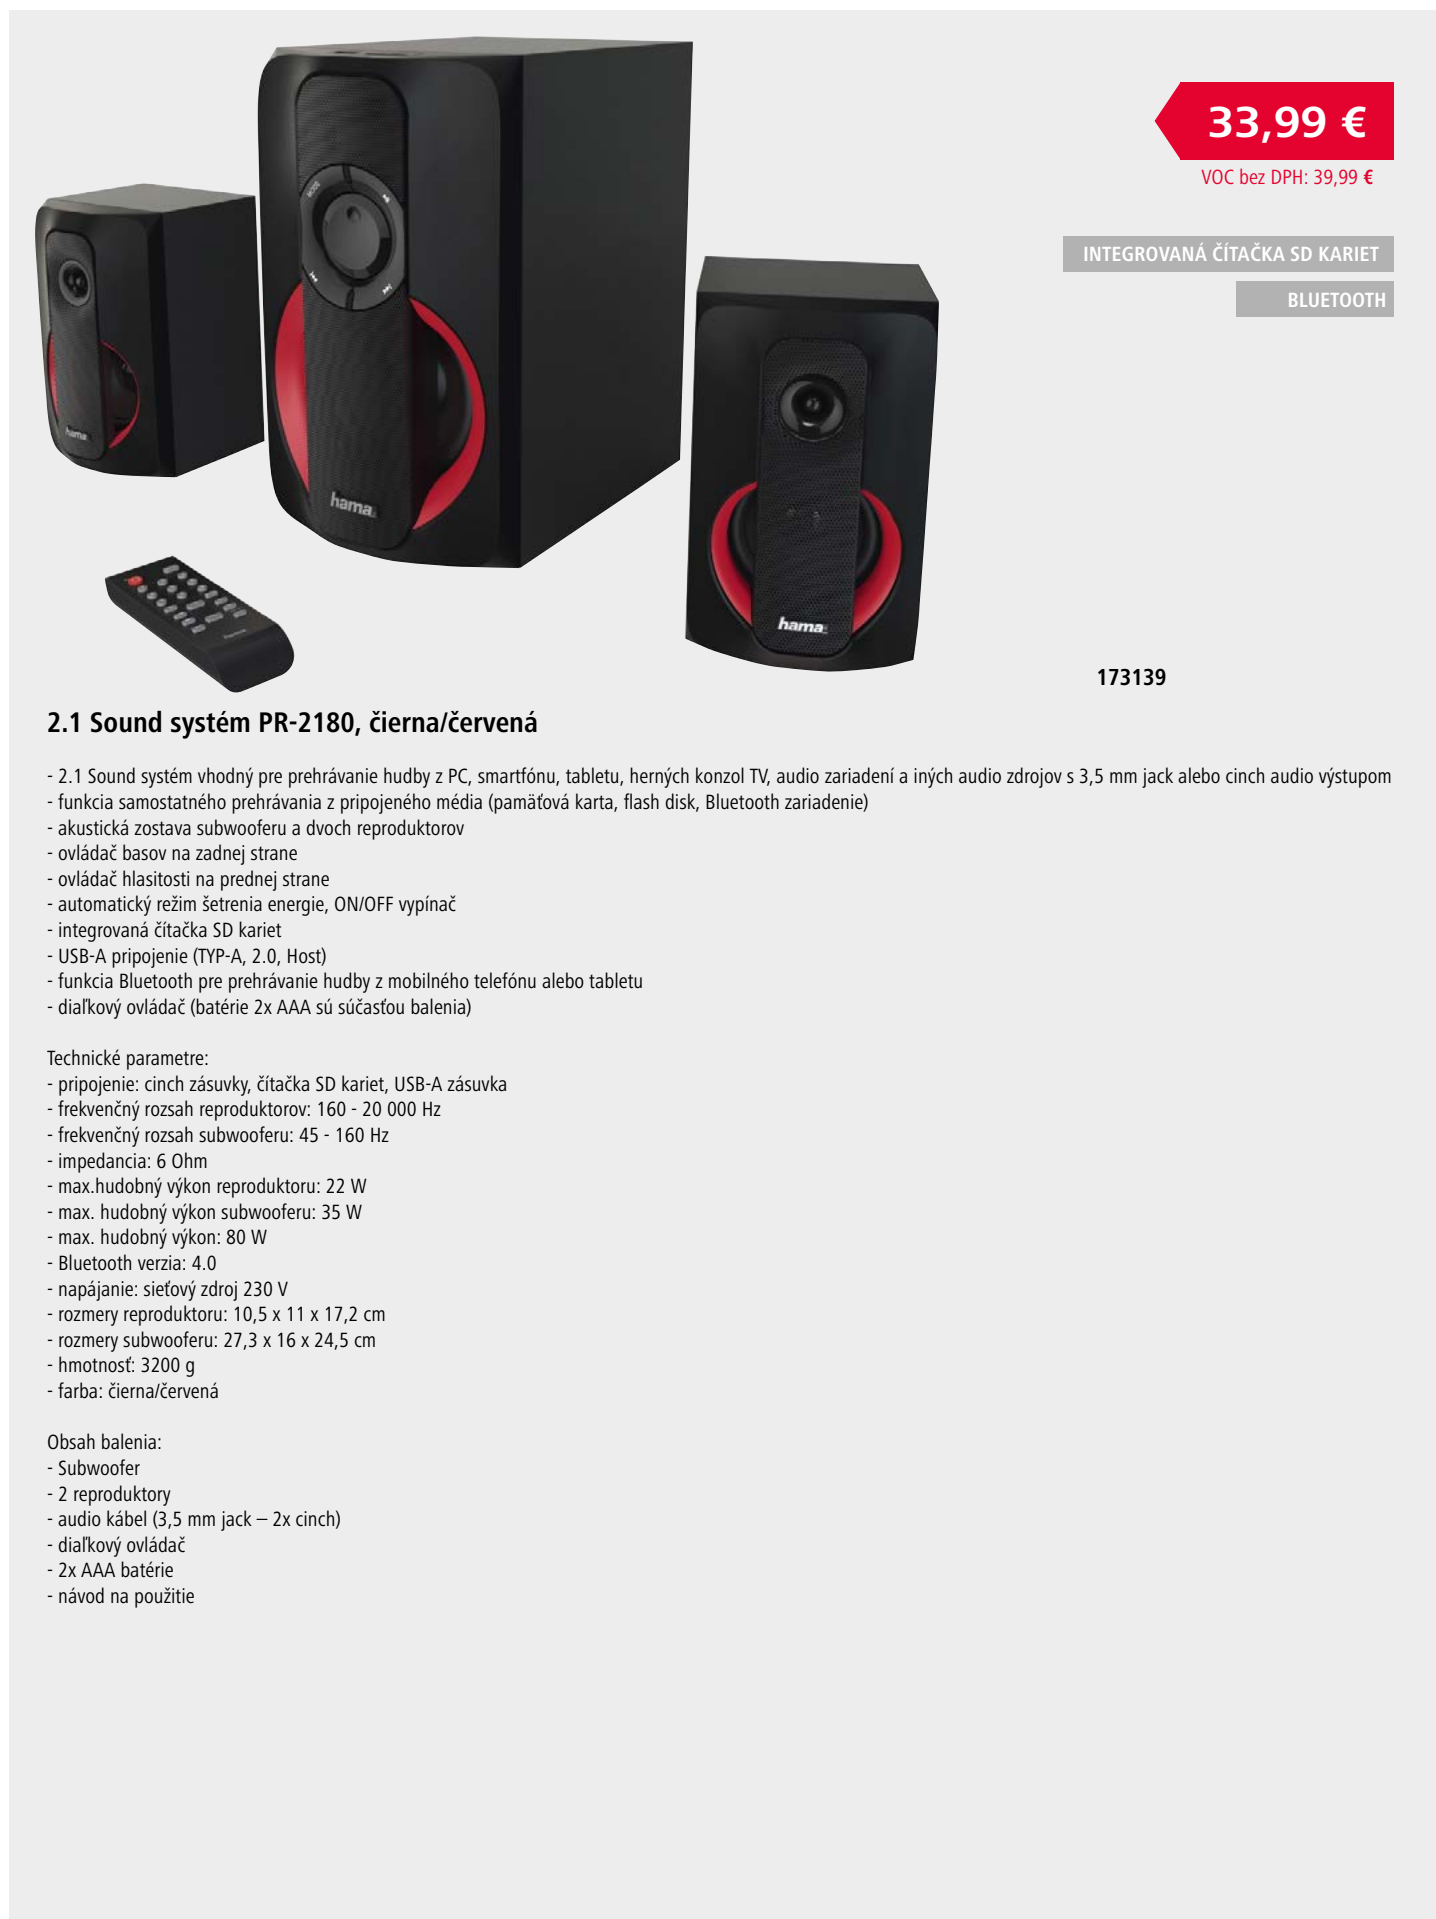 33,99 €
VOC bez DPH: 39,99 €
INTEGROVANÁ ČÍTAČKA SD KARIET
BLUETOOTH
MODE
hama
hama
hama
hama
173139
2.1 Sound systém PR-2180, čierna/červená
- 2.1 Sound systém vhodný pre prehrávanie hudby z PC, smartfónu, tabletu, herných konzol TV, audio zariadení a iných audio zdrojov s 3,5 mm jack alebo cinch audio výstupom
- funkcia samostatného prehrávania z pripojeného média (pamäťová karta, flash disk, Bluetooth zariadenie)
- akustická zostava subwooferu a dvoch reproduktorov
- ovládač basov na zadnej strane
- ovládač hlasitosti na prednej strane
- automatický režim šetrenia energie, ON/OFF vypínač
- integrovaná čítačka SD kariet
- USB-A pripojenie (TYP-A, 2.0, Host)
- funkcia Bluetooth pre prehrávanie hudby z mobilného telefónu alebo tabletu
- diaľkový ovládač (batérie 2x AAA sú súčasťou balenia)
Technické parametre:
- pripojenie: cinch zásuvky, čítačka SD kariet, USB-A zásuvka
- frekvenčný rozsah reproduktorov: 160 - 20 000 Hz
- frekvenčný rozsah subwooferu: 45 - 160 Hz
- impedancia: 6 Ohm
- max.hudobný výkon reproduktoru: 22 W
- max. hudobný výkon subwooferu: 35 W
- max. hudobný výkon: 80 W
- Bluetooth verzia: 4.0
- napájanie: sieťový zdroj 230 V
- rozmery reproduktoru: 10,5 x 11 x 17,2 cm
- rozmery subwooferu: 27,3 x 16 x 24,5 cm
- hmotnosť: 3200 g
- farba: čierna/červená
Obsah balenia:
- Subwoofer
- 2 reproduktory
- audio kábel (3,5 mm jack – 2x cinch)
- diaľkový ovládač
- 2x AAA batérie
- návod na použitie